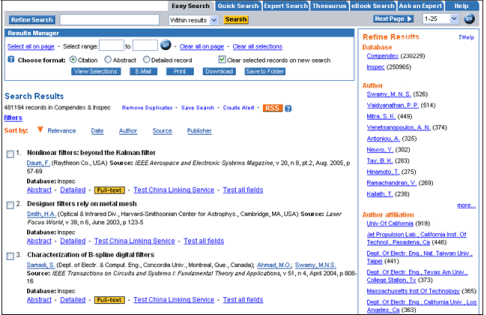 Easy Search Quick Search Expert Search Thesaurus eBook Search Ask an Expert Help
Refine Search Within results Search Next Page 1-25 GO
Results Manager
Select all on page - Select range: to GO - Clear all on page - Clear all selections
Choose format: Citation Abstract Detailed record Clear selected records on new search
View Selections E-Mail Print Download Save to Folder
Search Results
481194 records in Compendex & Inspec Remove Duplicates - Save Search - Create Alert - RSS
filters
Sort by: Relevance Date Author Source Publisher
1. Nonlinear filters: beyond the Kalman filter
Daum, F. (Raytheon Co., USA) Source: IEEE Aerospace and Electronic Systems Magazine, v 20, n 8, pt.2, Aug. 2005, p
57-69
Database: Inspec
Abstract - Detailed - Full-text - Test China Linking Service - Test all fields
2. Designer filters rely on metal mesh
Smith, H.A. (Optical & Infrared Div., Harvard-Smithsonian Center for Astrophys., Cambridge, MA, USA) Source: Laser
Focus World, v 39, n 6, June 2003, p 123-5
Database: Inspec
Abstract - Detailed - Test China Linking Service - Test all fields
3. Characterization of B-spline digital filters
Samadi, S. (Dept. of Electr. & Comput. Eng., Concordia Univ., Montreal, Que., Canada); Ahmad, M.O.; Swamy, M.N.S.
Source: IEEE Transactions on Circuits and Systems I: Fundamental Theory and Applications, v 51, n 4, April 2004, p 808-
16
Database: Inspec
Abstract - Detailed - Full-text - Test China Linking Service - Test all fields
Refine Results ?Help
Database
Compendex (230229)
Inspec (250965)
Author
Swamy, M. N. S. (526)
Vaidyanathan, P. P. (514)
Mitra, S. K. (449)
Venetsanopoulos, A. N. (374)
Antoniou, A. (325)
Neuvo, Y. (302)
Tay, B.K. (283)
Hinamoto, T. (275)
Ramachandran, V. (269)
Kailath, T. (238)
more...
Author affiliation
Univ Of California (919)
Jet Propulsion Lab., California Inst. Of
Technol., Pasadena, Ca (446)
Dept. Of Electr. Eng., Nat. Taiwan Univ.,
Taipei (441)
Dept. Of Electr. Eng., Texas Am Univ.,
College Station, Tx (373)
Massachusetts Inst Of Technology (365)
Dept. Of Electr. Eng., California Univ., Los
Angeles, Ca (363)